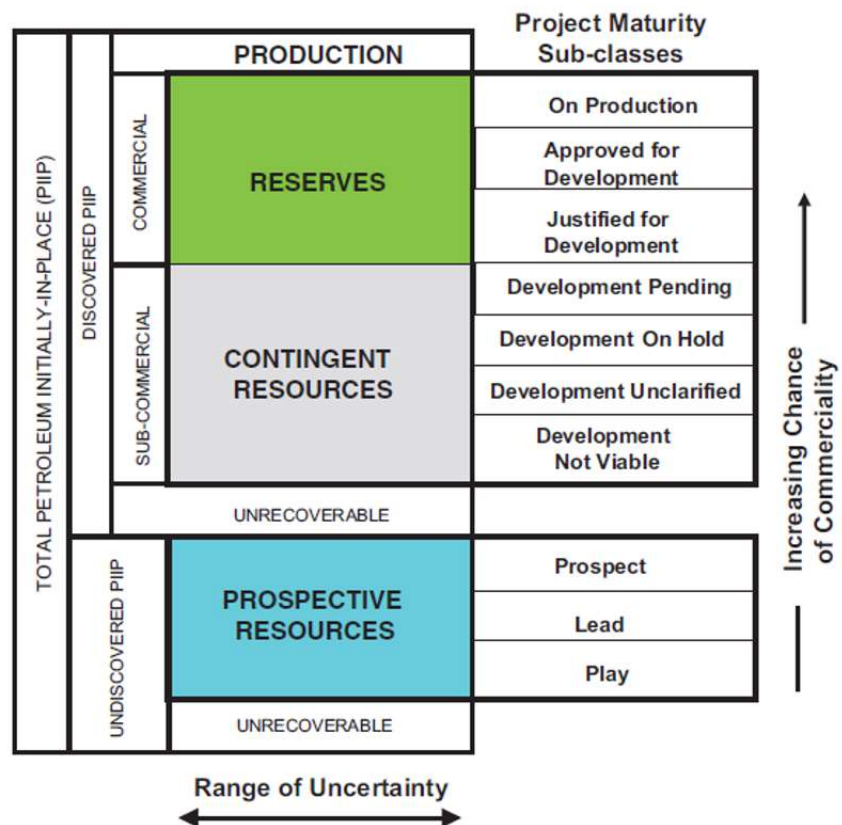 Project Maturity
Sub-classes
PRODUCTION
TOTAL PETROLEUM INITIALLY-IN-PLACE (PIIP)
DISCOVERED PIIP
COMMERCIAL
RESERVES
On Production
Approved for
Development
Justified for
Development
SUB-COMMERCIAL
CONTINGENT
RESOURCES
Development Pending
Development On Hold
Development Unclarified
Development
Not Viable
UNRECOVERABLE
UNDISCOVERED PIIP
PROSPECTIVE
RESOURCES
Prospect
Lead
Play
UNRECOVERABLE
Increasing Chance
of Commerciality
Range of Uncertainty